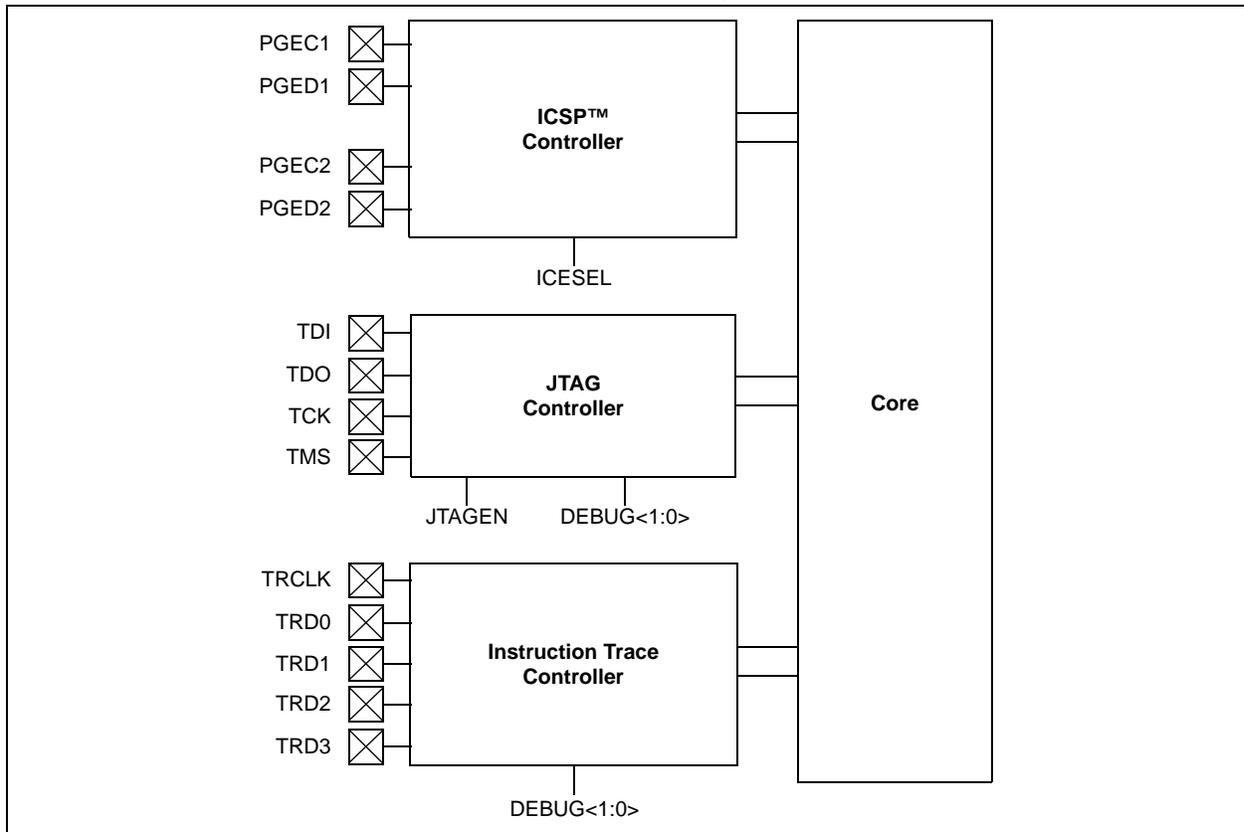 PGEC1
PGED1
PGEC2
PGED2
ICSP™
Controller
ICESEL
TDI
TDO
TCK
TMS
JTAG
Controller
JTAGEN
DEBUG<1:0>
Core
TRCLK
TRD0
TRD1
TRD2
TRD3
Instruction Trace
Controller
DEBUG<1:0>